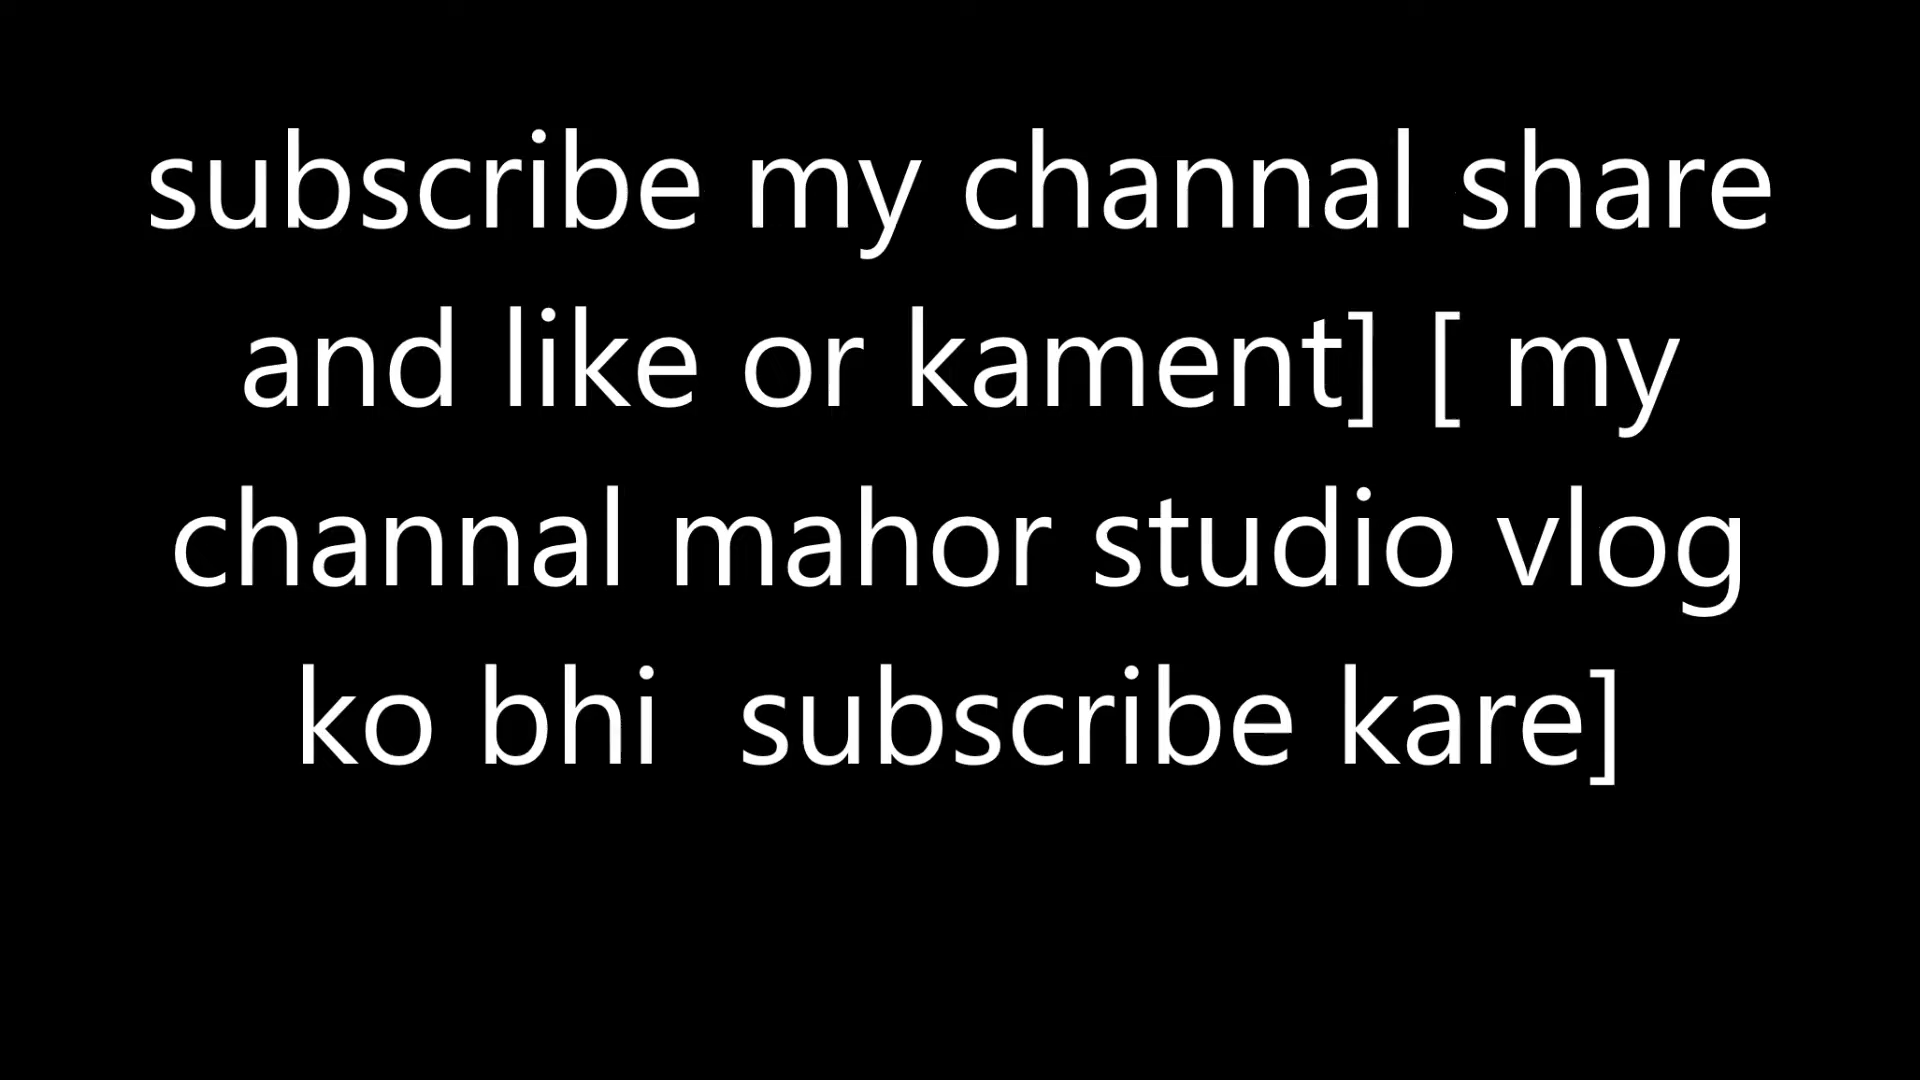 subscribe my channal share
and like or kament] [ my
channal mahor studio vlog
ko bhi  subscribe kare]